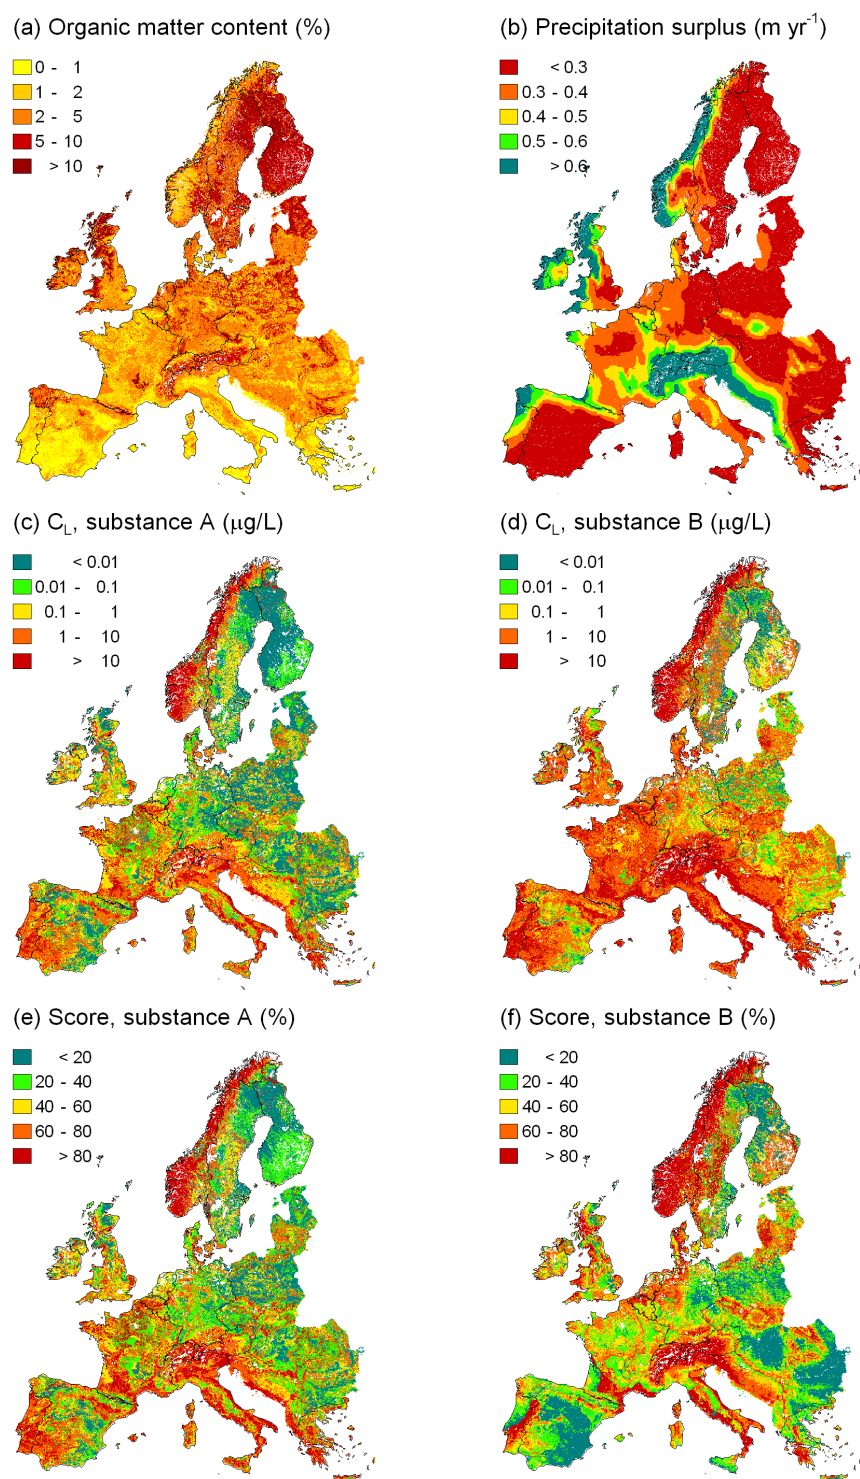 (a) Organic matter content (%)
0 - 1
1 - 2
2 - 5
5 - 10
> 10
(b) Precipitation surplus (m yr-1)
< 0.3
0.3 - 0.4
0.4 - 0.5
0.5 - 0.6
> 0.6
(c) CL, substance A (μg/L)
< 0.01
0.01 - 0.1
0.1 - 1
1 - 10
> 10
(d) CL, substance B (μg/L)
< 0.01
0.01 - 0.1
0.1 - 1
1 - 10
> 10
(e) Score, substance A (%)
< 20
20 - 40
40 - 60
60 - 80
> 80
(f) Score, substance B (%)
< 20
20 - 40
40 - 60
60 - 80
> 80